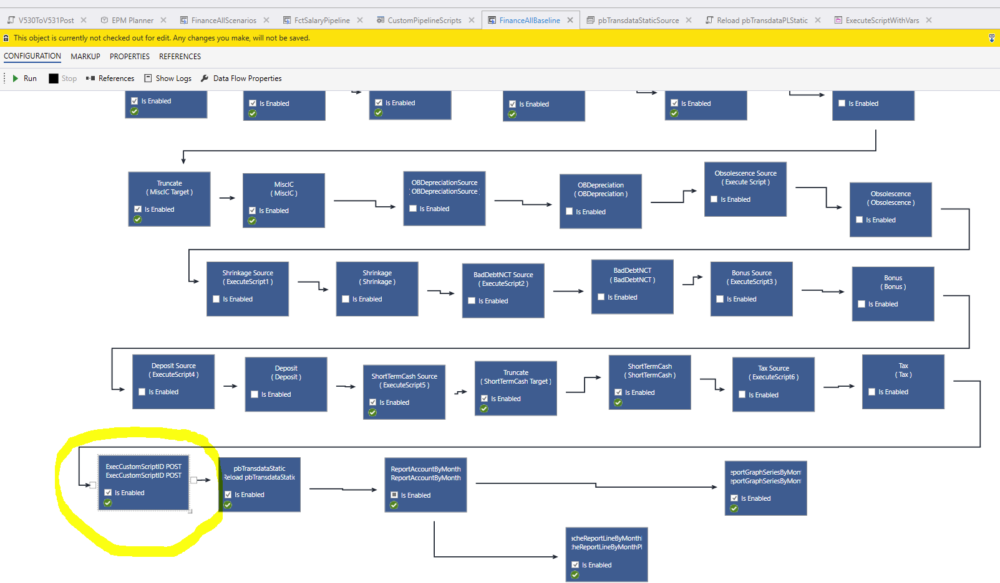 V530ToV531Post
EPM Planner
FinanceAllScenarios
FctSalaryPipeline
CustomPipelineScripts
FinanceAllBaseline
pbTransdataStaticSource
Reload pbTransdataPLStatic
ExecuteScriptWithVars
This object is currently not checked out for edit. Any changes you make, will not be saved.
CONFIGURATION MARKUP PROPERTIES REFERENCES
Run Stop References Show Logs Data Flow Properties
Is Enabled
Is Enabled
Is Enabled
Is Enabled
Is Enabled
Is Enabled
Truncate
( MiscIC Target )
Is Enabled
MiscIC
( MiscIC )
Is Enabled
OBDepreciationSource
OBDepreciationSource
Is Enabled
OBDepreciation
( OBDepreciation )
Is Enabled
Obsolescence Source
( Execute Script )
Is Enabled
Obsolescence
( Obsolescence )
Is Enabled
Shrinkage Source
( ExecuteScript1 )
Is Enabled
Shrinkage
( Shrinkage )
Is Enabled
BadDebtNCT Source
( ExecuteScript2 )
Is Enabled
BadDebtNCT
( BadDebtNCT )
Is Enabled
Bonus Source
( ExecuteScript3 )
Is Enabled
Bonus
( Bonus )
Is Enabled
Deposit Source
( ExecuteScript4 )
Is Enabled
Deposit
( Deposit )
Is Enabled
ShortTermCash Source
( ExecuteScript5 )
Is Enabled
Truncate
( ShortTermCash Target )
Is Enabled
ShortTermCash
( ShortTermCash )
Is Enabled
Tax Source
( ExecuteScript6 )
Is Enabled
Tax
( Tax )
Is Enabled
ExecCustomScriptID POST
ExecCustomScriptID POST
Is Enabled
pbTransdataStatic
Reload pbTransdataStatic
Is Enabled
ReportAccountByMonth
ReportAccountByMonth
Is Enabled
eportGraphSeriesByMon
eportGraphSeriesByMon
Is Enabled
acheReportLineByMonth
cheReportLineByMonthP
Is Enabled